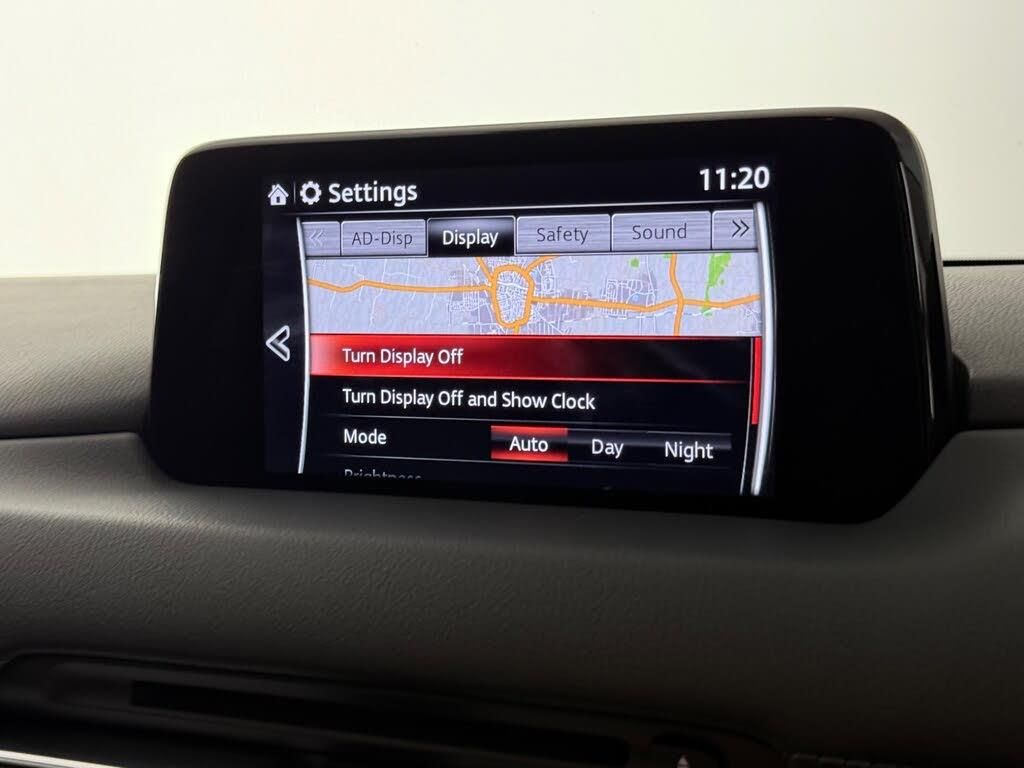 Settings 11:20
AD-Disp Display Safety Sound
Turn Display Off
Turn Display Off and Show Clock
Mode Auto Day Night
Brightness